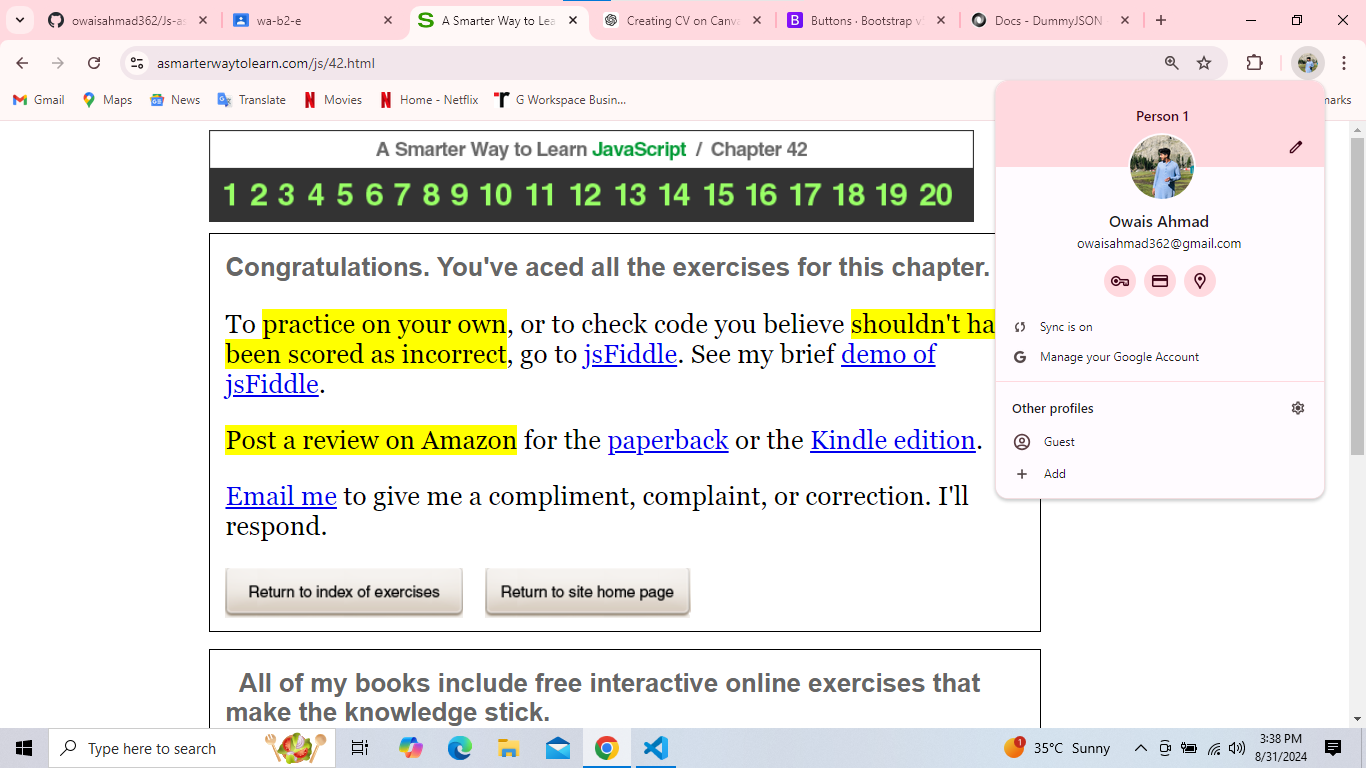 owaisahmad362/Js-as
wa-b2-e
A Smarter Way to Lea
Creating CV on Canva
Buttons · Bootstrap v
Docs - DummyJSON
asmarterwaytolearn.com/js/42.html
Gmail
Maps
News
Translate
Movies
Home - Netflix
G Workspace Busin...
marks
A Smarter Way to Learn JavaScript / Chapter 42
1 2 3 4 5 6 7 8 9 10 11 12 13 14 15 16 17 18 19 20
Congratulations. You've aced all the exercises for this chapter.
To practice on your own, or to check code you believe shouldn't ha
been scored as incorrect, go to jsFiddle. See my brief demo of
jsFiddle.
Post a review on Amazon for the paperback or the Kindle edition.
Email me to give me a compliment, complaint, or correction. I'll
respond.
Return to index of exercises
Return to site home page
All of my books include free interactive online exercises that
make the knowledge stick.
Person 1
Owais Ahmad
owaisahmad362@gmail.com
Sync is on
Manage your Google Account
Other profiles
Guest
Add
Type here to search
1
35°C Sunny
3:38 PM
8/31/2024